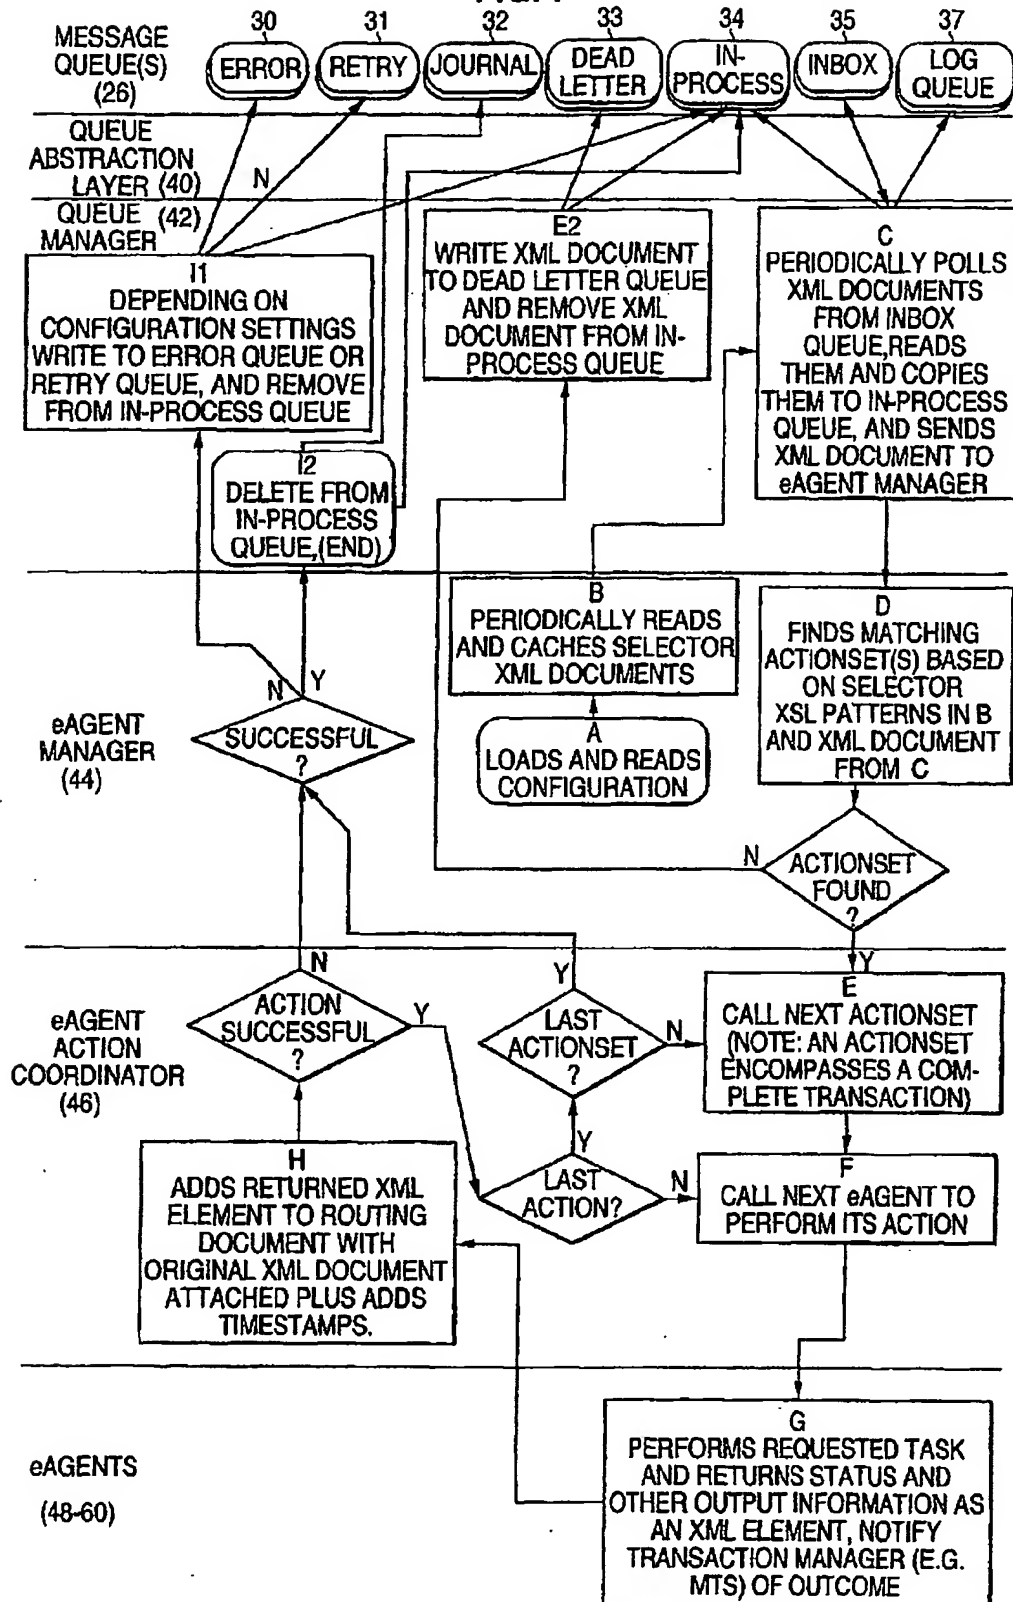 30 31 32 33 34 35 37
MESSAGE
QUEUE(S)
(26)
ERROR
RETRY
JOURNAL
DEAD
LETTER
IN-
PROCESS
INBOX
LOG
QUEUE
QUEUE
ABSTRACTION
LAYER (40)
N
QUEUE (42)
MANAGER
I1
DEPENDING ON
CONFIGURATION SETTINGS
WRITE TO ERROR QUEUE OR
RETRY QUEUE, AND REMOVE
FROM IN-PROCESS QUEUE
E2
WRITE XML DOCUMENT
TO DEAD LETTER QUEUE
AND REMOVE XML
DOCUMENT FROM IN-
PROCESS QUEUE
C
PERIODICALLY POLLS
XML DOCUMENTS
FROM INBOX
QUEUE,READS
THEM AND COPIES
THEM TO IN-PROCESS
QUEUE, AND SENDS
XML DOCUMENT TO
eAGENT MANAGER
I2
DELETE FROM
IN-PROCESS
QUEUE,(END)
eAGENT
MANAGER
(44)
N Y
SUCCESSFUL
?
B
PERIODICALLY READS
AND CACHES SELECTOR
XML DOCUMENTS
A
LOADS AND READS
CONFIGURATION
D
FINDS MATCHING
ACTIONSET(S) BASED
ON SELECTOR
XSL PATTERNS IN B
AND XML DOCUMENT
FROM C
N
ACTIONSET
FOUND
?
Y
eAGENT
ACTION
COORDINATOR
(46)
N
ACTION
SUCCESSFUL
?
Y
Y
LAST
ACTIONSET
?
N
E
CALL NEXT ACTIONSET
(NOTE: AN ACTIONSET
ENCOMPASSES A COM-
PLETE TRANSACTION)
Y
LAST
ACTION?
N
F
CALL NEXT eAGENT TO
PERFORM ITS ACTION
H
ADDS RETURNED XML
ELEMENT TO ROUTING
DOCUMENT WITH
ORIGINAL XML DOCUMENT
ATTACHED PLUS ADDS
TIMESTAMPS.
eAGENTS
(48-60)
G
PERFORMS REQUESTED TASK
AND RETURNS STATUS AND
OTHER OUTPUT INFORMATION AS
AN XML ELEMENT, NOTIFY
TRANSACTION MANAGER (E.G.
MTS) OF OUTCOME